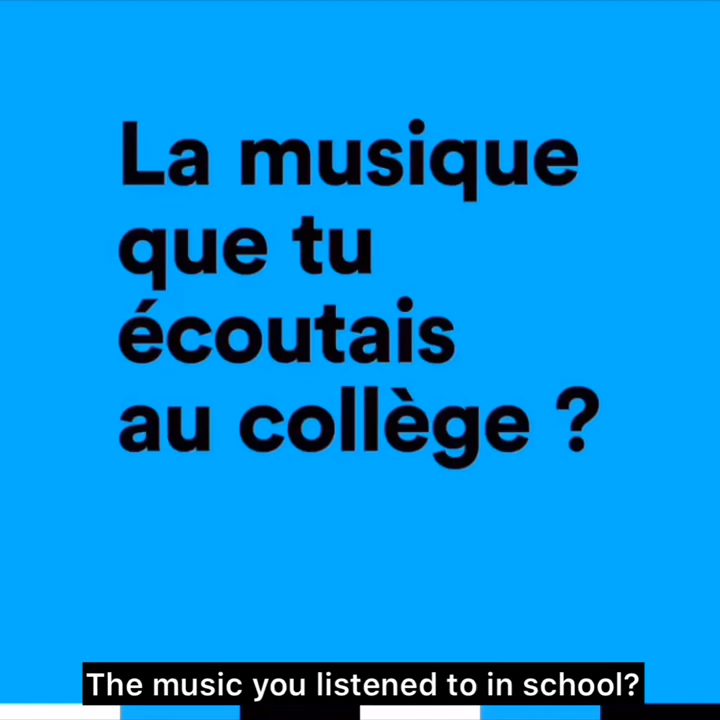 La musique
que tu
écoutais
au collège ?
The music you listened to in school?